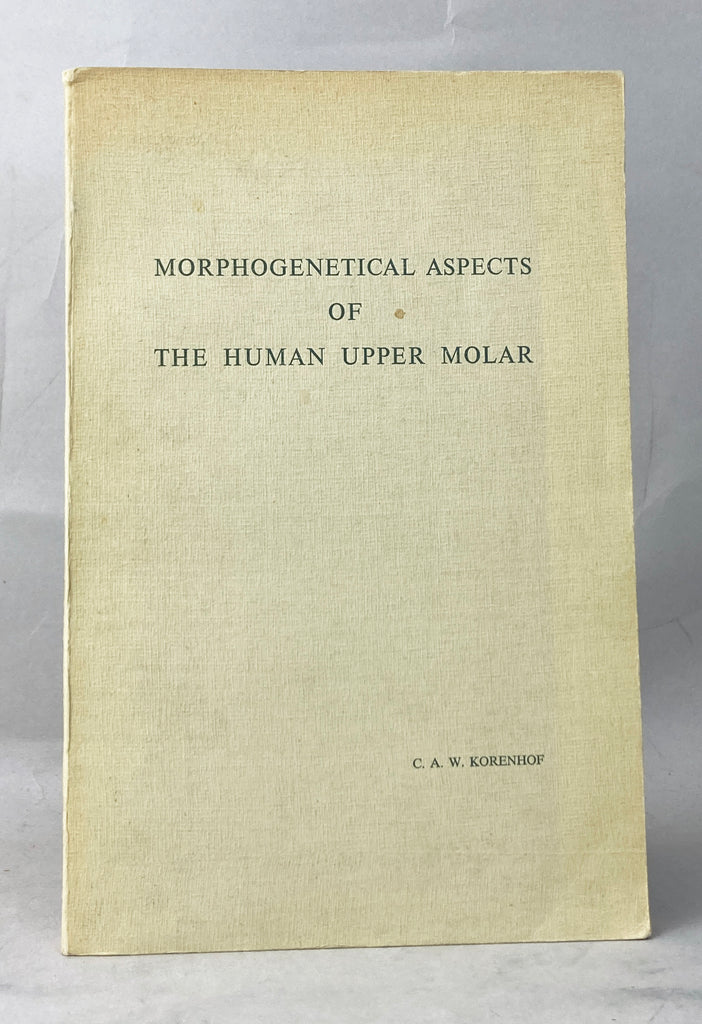 MORPHOGENETICAL ASPECTS
OF
THE HUMAN UPPER MOLAR
C. A. W. KORENHOF